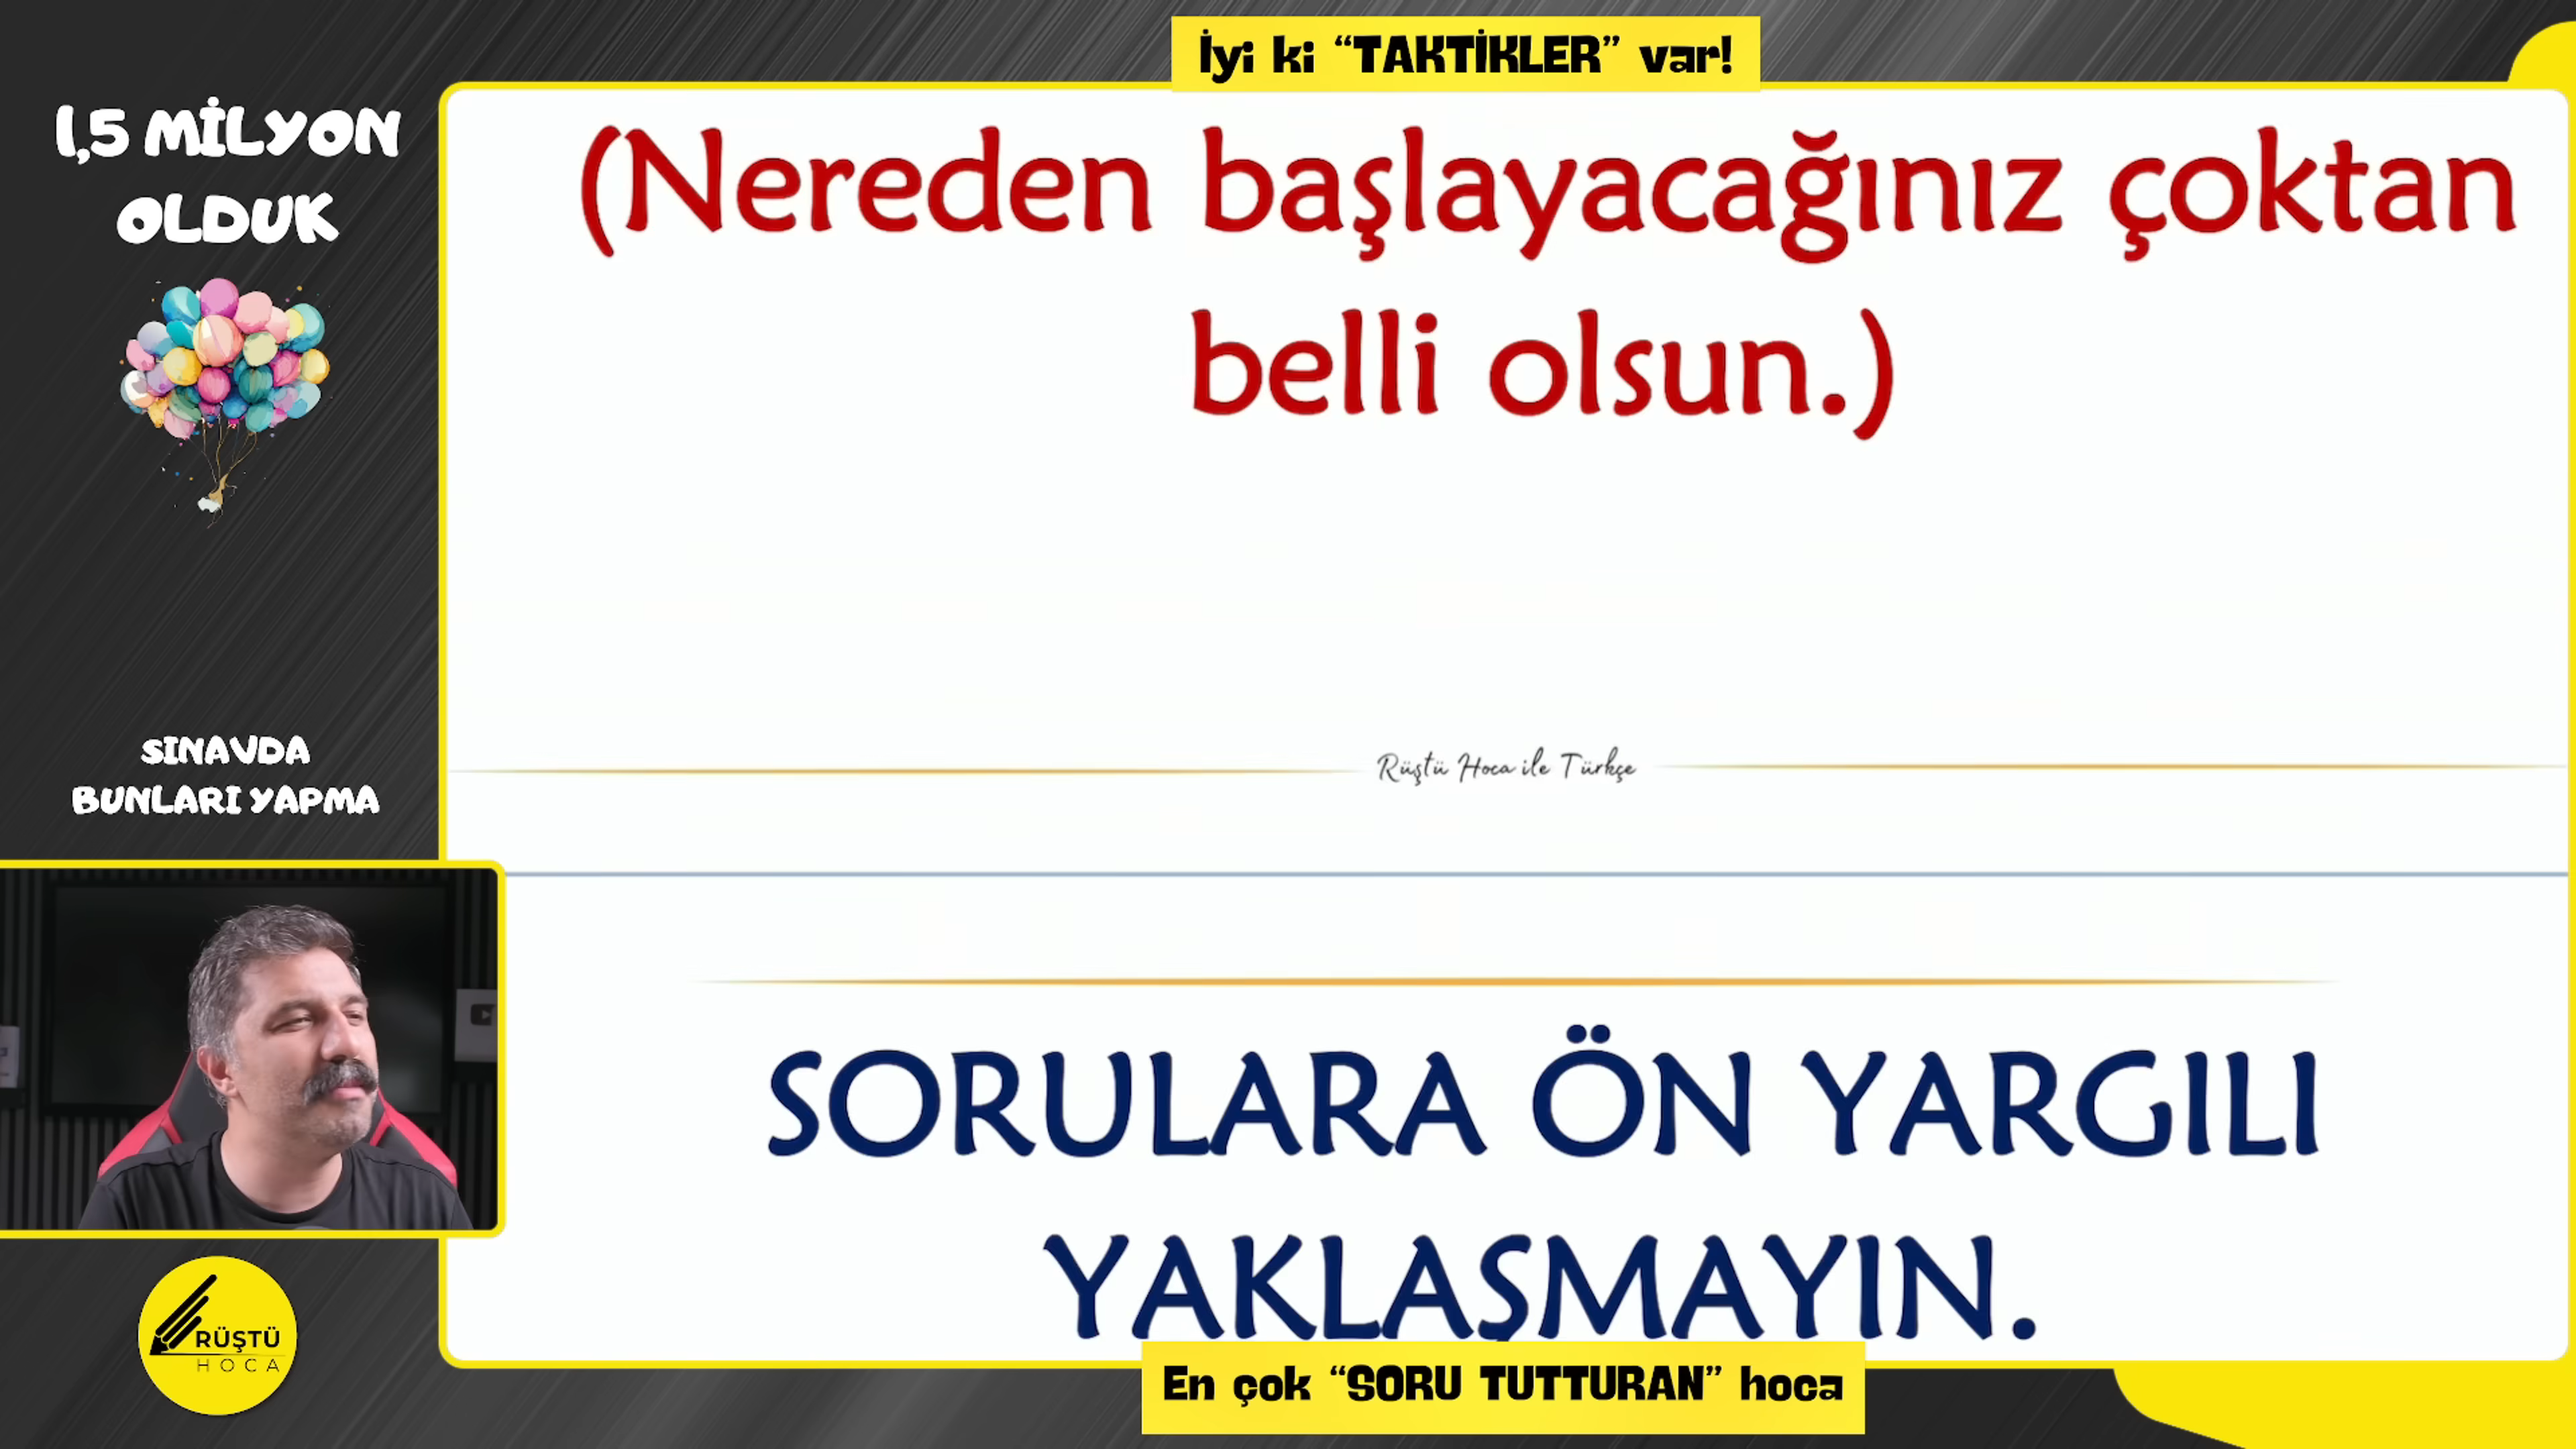 İyi ki “TAKTİKLER” var!
1,5 MİLYON
OLDUK
(Nereden başlayacağınız çoktan
belli olsun.)
SINAVDA
BUNLARI YAPMA
Rüştü Hoca ile Türkçe
SORULARA ÖN YARGILI
YAKLAŞMAYIN.
RÜŞTÜ
HOCA
En çok “SORU TUTTURAN” hoca